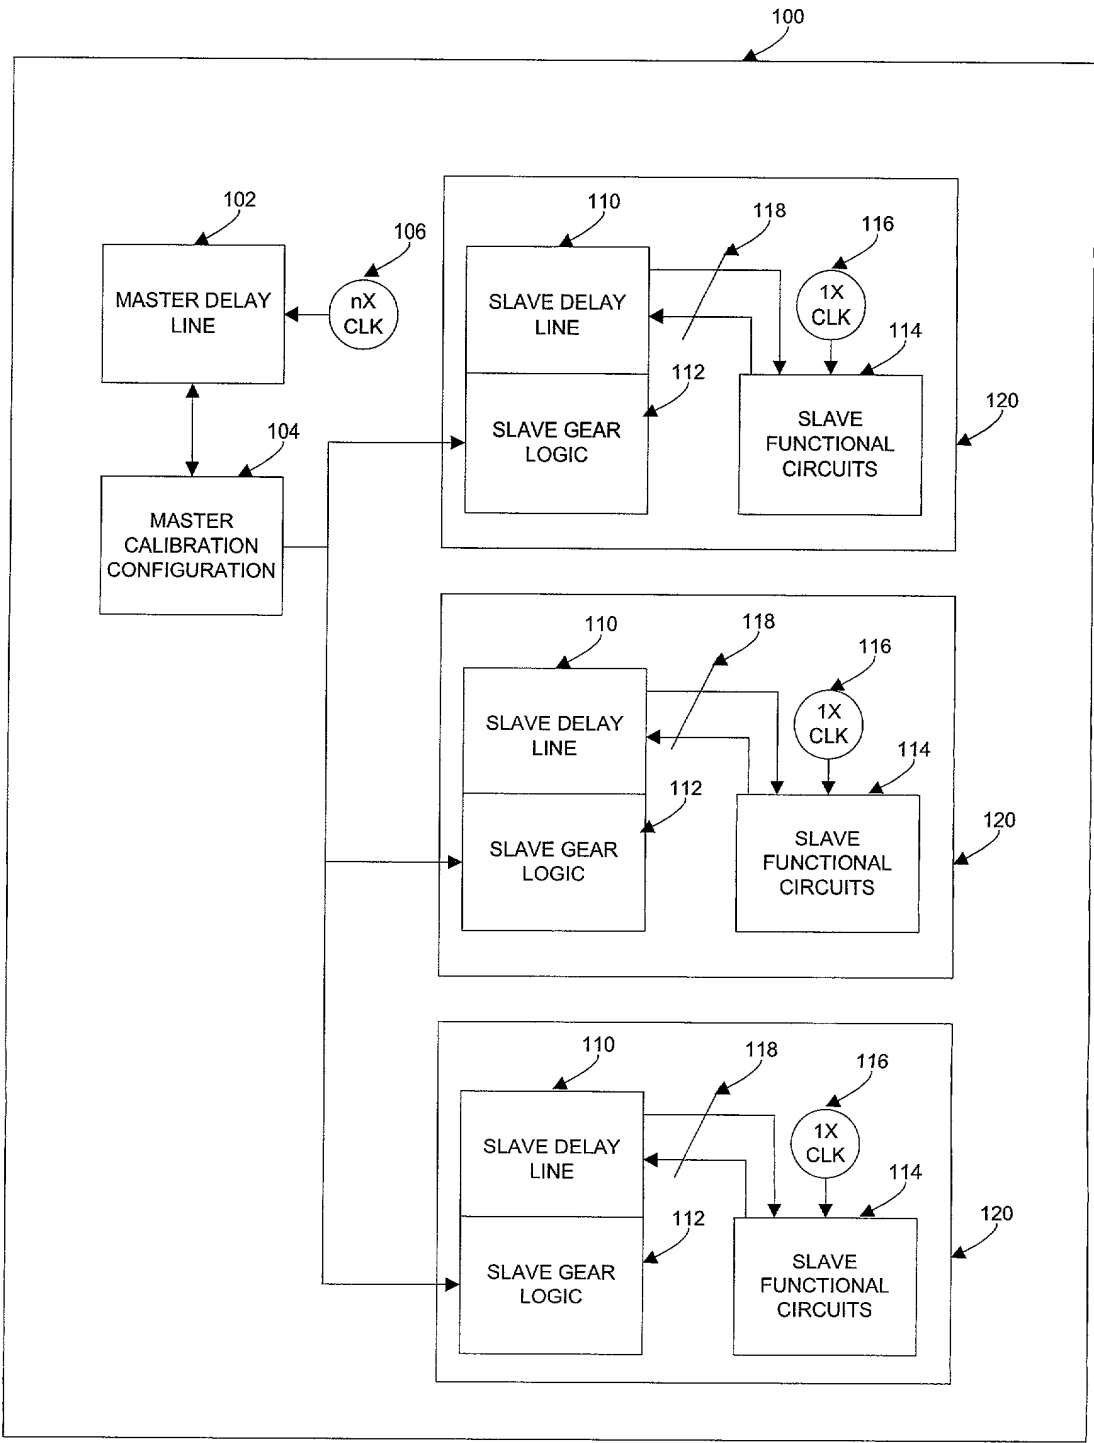 100
102
MASTER DELAY
LINE
106
nX
CLK
104
MASTER
CALIBRATION
CONFIGURATION
110
SLAVE DELAY
LINE
118
116
1X
CLK
112
SLAVE GEAR
LOGIC
114
SLAVE
FUNCTIONAL
CIRCUITS
120
110
SLAVE DELAY
LINE
118
116
1X
CLK
112
SLAVE GEAR
LOGIC
114
SLAVE
FUNCTIONAL
CIRCUITS
120
110
SLAVE DELAY
LINE
118
116
1X
CLK
112
SLAVE GEAR
LOGIC
114
SLAVE
FUNCTIONAL
CIRCUITS
120